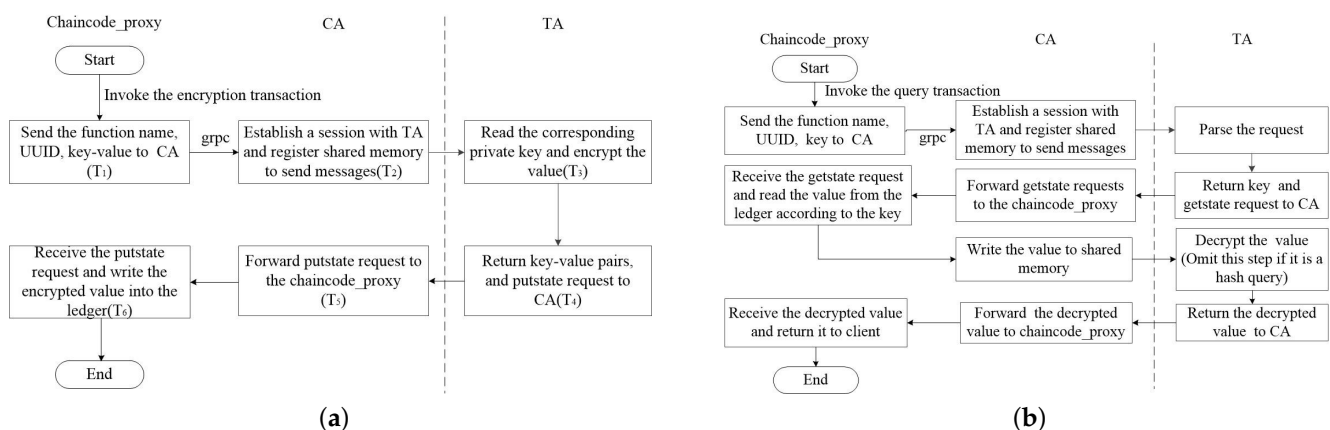 Chaincode_proxy
CA
TA
Start
Invoke the encryption transaction
Send the function name,
UUID, key-value to CA
(T₁)
grpc
Establish a session with TA
and register shared memory
to send messages(T₂)
Read the corresponding
private key and encrypt the
value(T₃)
Receive the putstate
request and write the
encrypted value into the
ledger(T₆)
Forward putstate request to
the chaincode_proxy
(T₅)
Return key-value pairs,
and putstate request to
CA(T₄)
End
(a)
Chaincode_proxy
CA
TA
Start
Invoke the query transaction
Send the function name,
UUID, key to CA
grpc
Establish a session with
TA and register shared
memory to send messages
Parse the request
Receive the getstate request
and read the value from the
ledger according to the key
Forward getstate requests
to the chaincode_proxy
Return key and
getstate request to CA
Write the value to shared
memory
Decrypt the value
(Omit this step if it is a
hash query)
Receive the decrypted value
and return it to client
Forward the decrypted
value to chaincode_proxy
Return the decrypted
value to CA
End
(b)